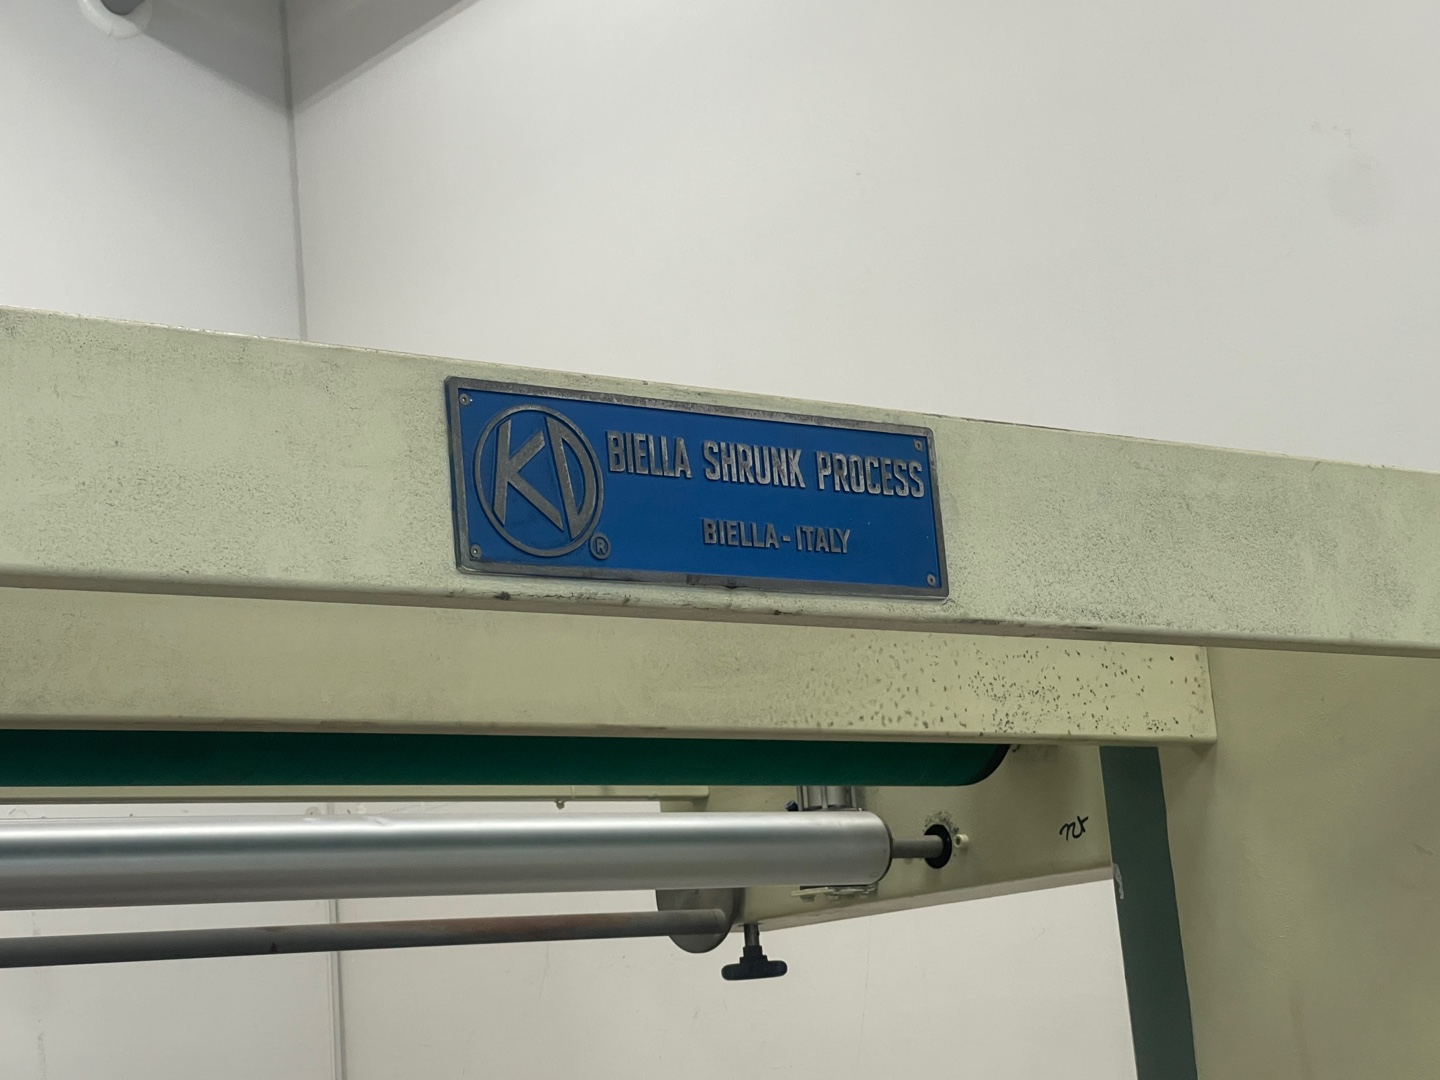 KD
BIELLA SHRUNK PROCESS
®
BIELLA-ITALY